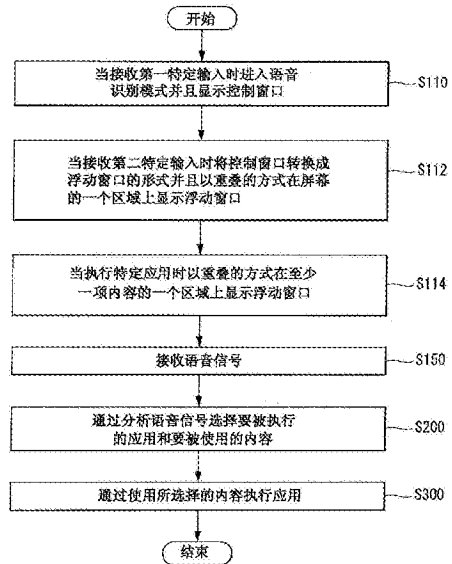 开始
当接收第一特定输入时进入语音
识别模式并且显示控制窗口
S110
当接收第二特定输入时将控制窗口转换成
浮动窗口的形式并且以重叠的方式在屏幕
的一个区域上显示浮动窗口
S112
当执行特定应用时以重叠的方式在至少
一项内容的一个区域上显示浮动窗口
S114
接收语音信号
S150
通过分析语音信号选择要被执行
的应用和要被使用的内容
S200
通过使用所选择的内容执行应用
S300
结束